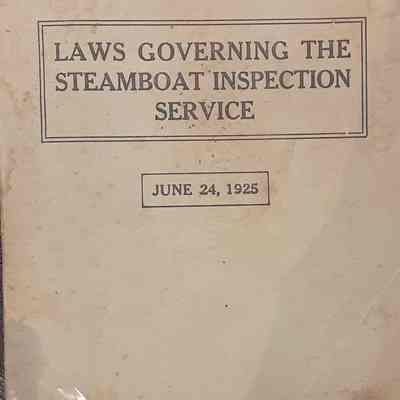 LAWS GOVERNING THE
STEAMBOAT INSPECTION
SERVICE
JUNE 24, 1925